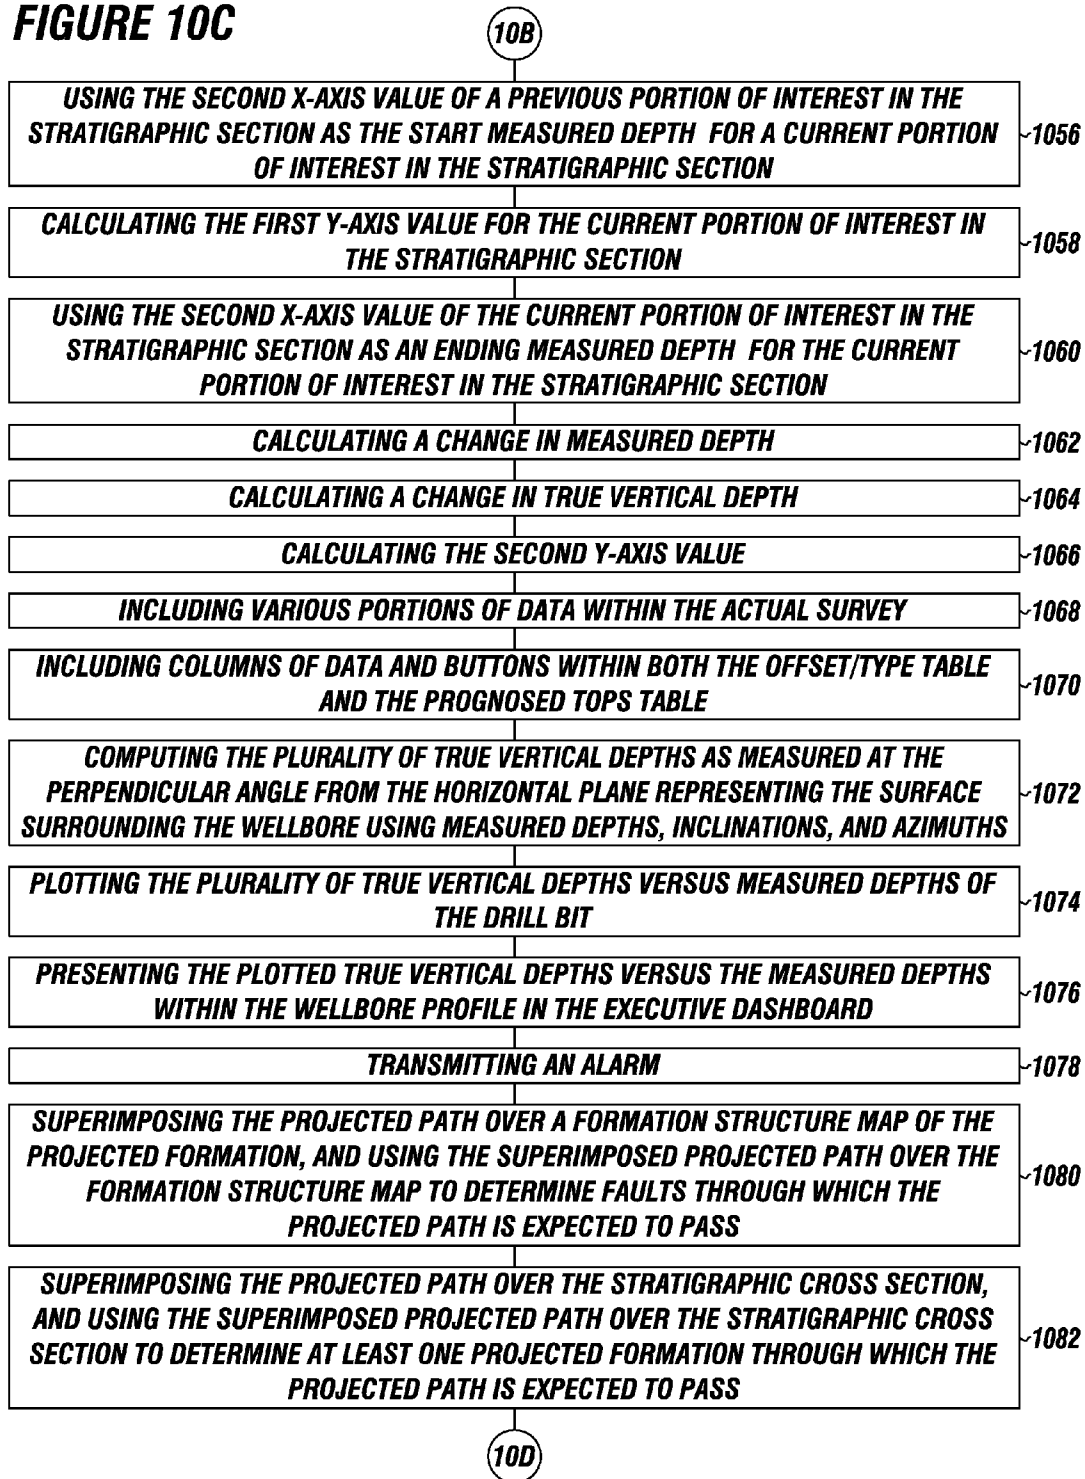 FIGURE 10C
10B
USING THE SECOND X-AXIS VALUE OF A PREVIOUS PORTION OF INTEREST IN THE
STRATIGRAPHIC SECTION AS THE START MEASURED DEPTH FOR A CURRENT PORTION
OF INTEREST IN THE STRATIGRAPHIC SECTION
1056
CALCULATING THE FIRST Y-AXIS VALUE FOR THE CURRENT PORTION OF INTEREST IN
THE STRATIGRAPHIC SECTION
1058
USING THE SECOND X-AXIS VALUE OF THE CURRENT PORTION OF INTEREST IN THE
STRATIGRAPHIC SECTION AS AN ENDING MEASURED DEPTH FOR THE CURRENT
PORTION OF INTEREST IN THE STRATIGRAPHIC SECTION
1060
CALCULATING A CHANGE IN MEASURED DEPTH
1062
CALCULATING A CHANGE IN TRUE VERTICAL DEPTH
1064
CALCULATING THE SECOND Y-AXIS VALUE
1066
INCLUDING VARIOUS PORTIONS OF DATA WITHIN THE ACTUAL SURVEY
1068
INCLUDING COLUMNS OF DATA AND BUTTONS WITHIN BOTH THE OFFSET/TYPE TABLE
AND THE PROGNOSED TOPS TABLE
1070
COMPUTING THE PLURALITY OF TRUE VERTICAL DEPTHS AS MEASURED AT THE
PERPENDICULAR ANGLE FROM THE HORIZONTAL PLANE REPRESENTING THE SURFACE
SURROUNDING THE WELLBORE USING MEASURED DEPTHS, INCLINATIONS, AND AZIMUTHS
1072
PLOTTING THE PLURALITY OF TRUE VERTICAL DEPTHS VERSUS MEASURED DEPTHS OF
THE DRILL BIT
1074
PRESENTING THE PLOTTED TRUE VERTICAL DEPTHS VERSUS THE MEASURED DEPTHS
WITHIN THE WELLBORE PROFILE IN THE EXECUTIVE DASHBOARD
1076
TRANSMITTING AN ALARM
1078
SUPERIMPOSING THE PROJECTED PATH OVER A FORMATION STRUCTURE MAP OF THE
PROJECTED FORMATION, AND USING THE SUPERIMPOSED PROJECTED PATH OVER THE
FORMATION STRUCTURE MAP TO DETERMINE FAULTS THROUGH WHICH THE
PROJECTED PATH IS EXPECTED TO PASS
1080
SUPERIMPOSING THE PROJECTED PATH OVER THE STRATIGRAPHIC CROSS SECTION,
AND USING THE SUPERIMPOSED PROJECTED PATH OVER THE STRATIGRAPHIC CROSS
SECTION TO DETERMINE AT LEAST ONE PROJECTED FORMATION THROUGH WHICH THE
PROJECTED PATH IS EXPECTED TO PASS
1082
10D